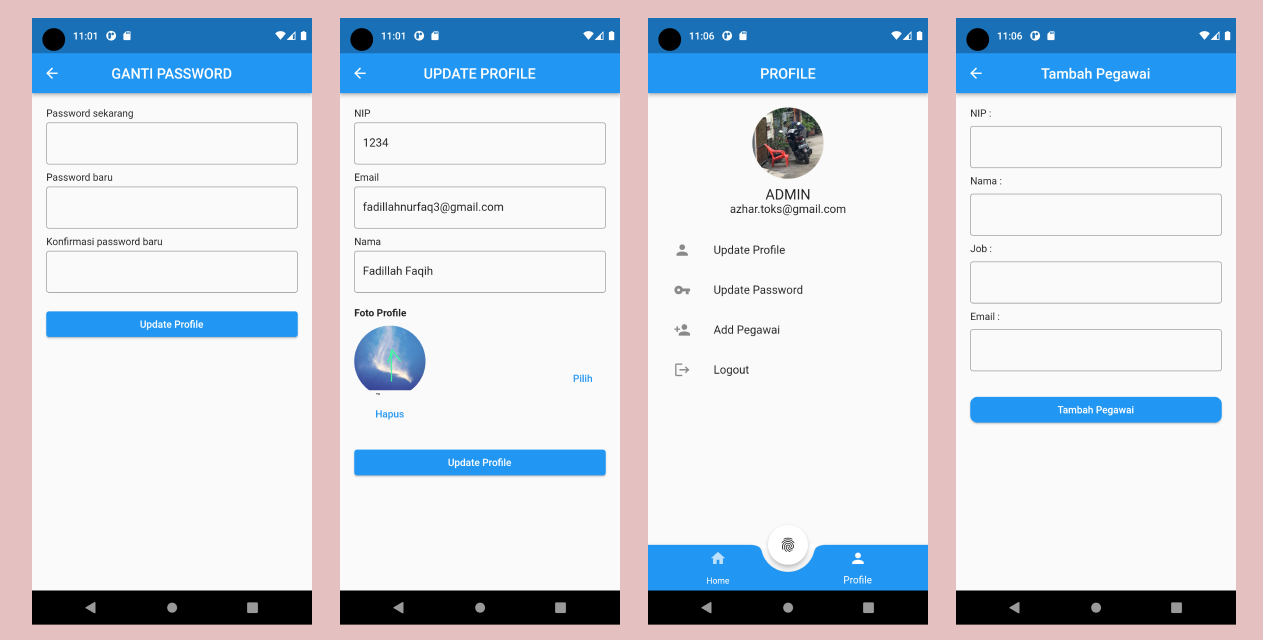 11:01
GANTI PASSWORD
Password sekarang
Password baru
Konfirmasi password baru
Update Profile
11:01
UPDATE PROFILE
NIP
1234
Email
fadillahnurfaq3@gmail.com
Nama
Fadillah Faqih
Foto Profile
Pilih
Hapus
Update Profile
11:06
PROFILE
ADMIN
azhar.toks@gmail.com
Update Profile
Update Password
Add Pegawai
Logout
Home
Profile
11:06
Tambah Pegawai
NIP :
Nama :
Job :
Email :
Tambah Pegawai